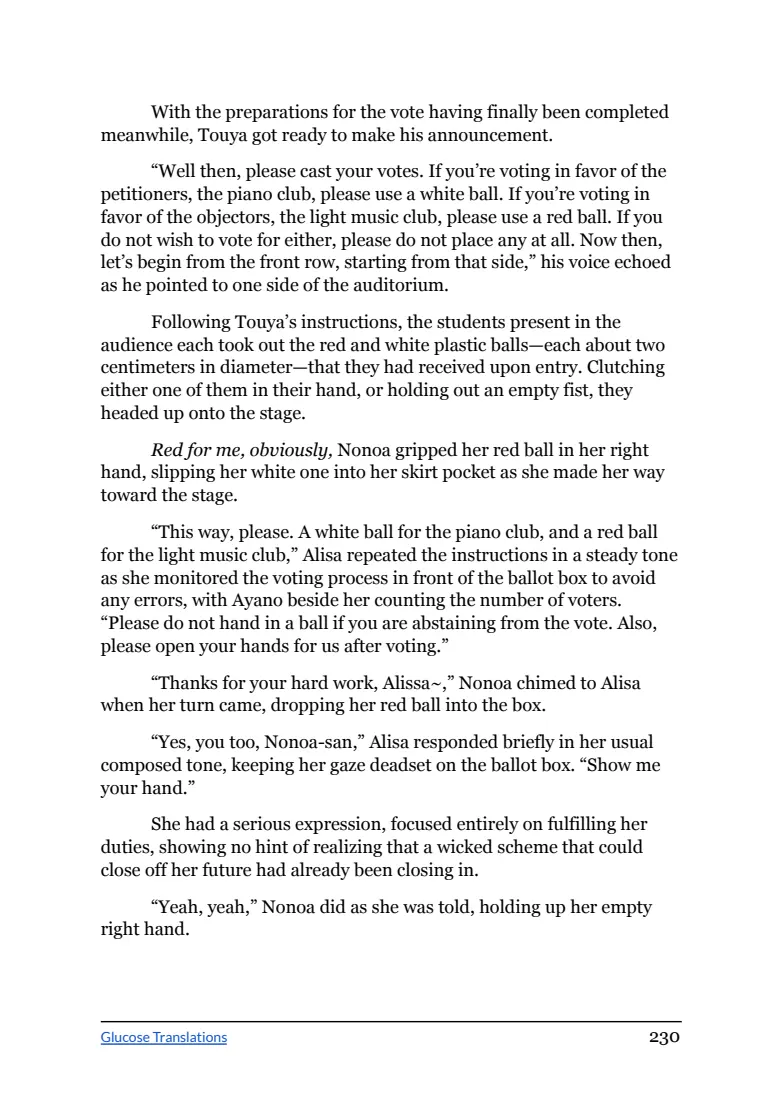 With the preparations for the vote having finally been completed
meanwhile, Touya got ready to make his announcement.
“Well then, please cast your votes. If you’re voting in favor of the
petitioners, the piano club, please use a white ball. If you’re voting in
favor of the objectors, the light music club, please use a red ball. If you
do not wish to vote for either, please do not place any at all. Now then,
let’s begin from the front row, starting from that side,” his voice echoed
as he pointed to one side of the auditorium.
Following Touya’s instructions, the students present in the
audience each took out the red and white plastic balls—each about two
centimeters in diameter—that they had received upon entry. Clutching
either one of them in their hand, or holding out an empty fist, they
headed up onto the stage.
Red for me, obviously, Nonoa gripped her red ball in her right
hand, slipping her white one into her skirt pocket as she made her way
toward the stage.
“This way, please. A white ball for the piano club, and a red ball
for the light music club,” Alisa repeated the instructions in a steady tone
as she monitored the voting process in front of the ballot box to avoid
any errors, with Ayano beside her counting the number of voters.
“Please do not hand in a ball if you are abstaining from the vote. Also,
please open your hands for us after voting.”
“Thanks for your hard work, Alissa~,” Nonoa chimed to Alisa
when her turn came, dropping her red ball into the box.
“Yes, you too, Nonoa-san,” Alisa responded briefly in her usual
composed tone, keeping her gaze deadset on the ballot box. “Show me
your hand.”
She had a serious expression, focused entirely on fulfilling her
duties, showing no hint of realizing that a wicked scheme that could
close off her future had already been closing in.
“Yeah, yeah,” Nonoa did as she was told, holding up her empty
right hand.
Glucose Translations 230